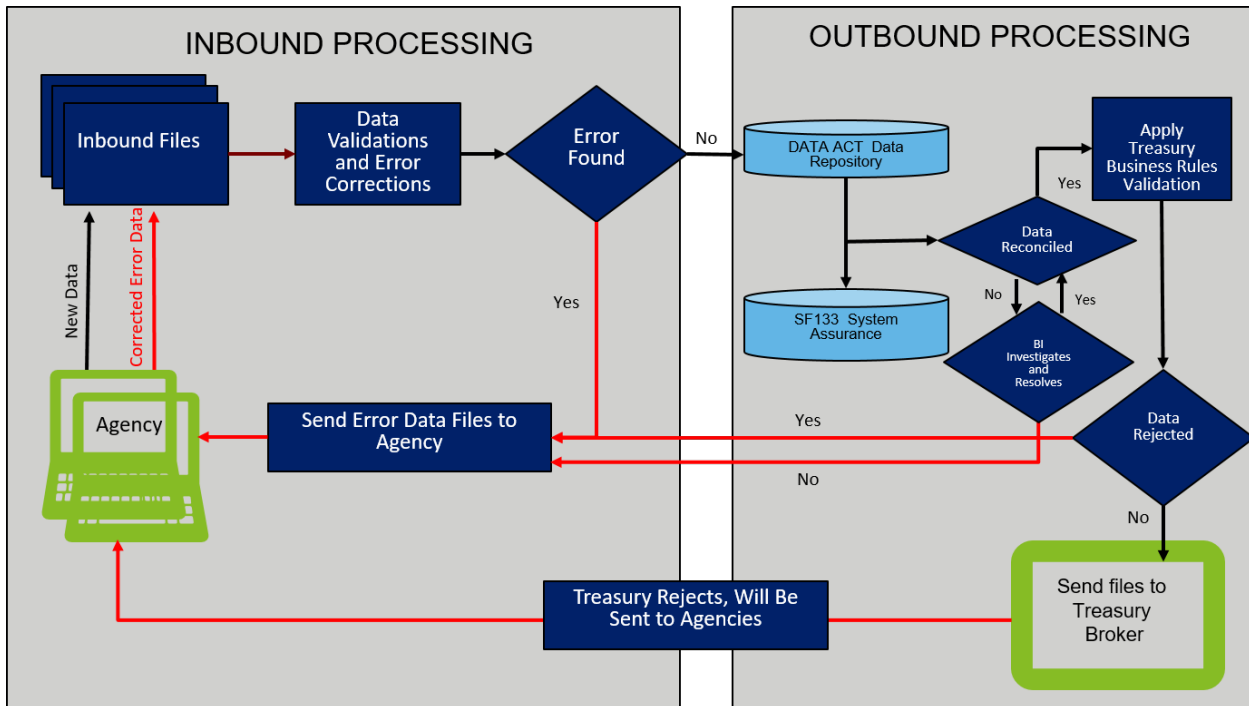 INBOUND PROCESSING
OUTBOUND PROCESSING
Inbound Files
Data
Validations
and Error
Corrections
Error
Found
No
DATA ACT Data
Repository
Apply
Treasury
Business Rules
Validation
Yes
Data
Reconciled
New Data
Corrected Error Data
Yes
No
Yes
SF133 System
Assurance
BI
Investigates
and
Resolves
Agency
Send Error Data Files to
Agency
Yes
Data
Rejected
No
No
Treasury Rejects, Will Be
Sent to Agencies
Send files to
Treasury
Broker